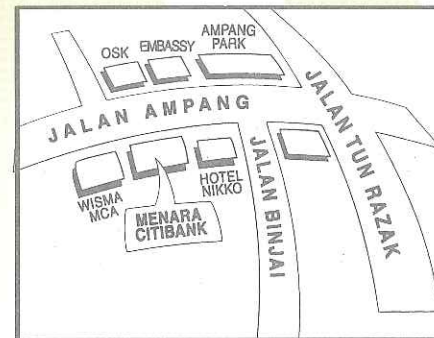 AMPANG
PARK
EMBASSY
OSK
JALAN AMPANG
JALAN TUN RAZAK
WISMA
MCA
MENARA
CITIBANK
HOTEL
NIKKO
JALAN BINJAI